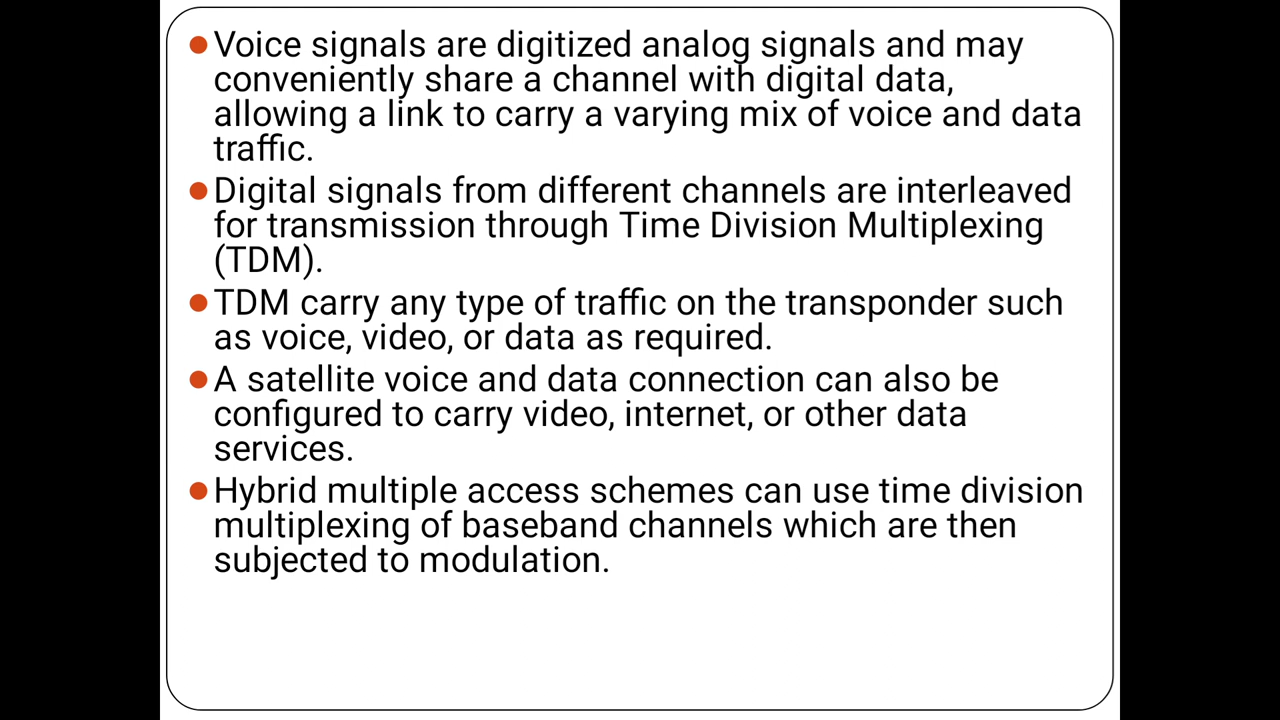 ●Voice signals are digitized analog signals and may
conveniently share a channel with digital data,
allowing a link to carry a varying mix of voice and data
traffic.
●Digital signals from different channels are interleaved
for transmission through Time Division Multiplexing
(TDM).
●TDM carry any type of traffic on the transponder such
as voice, video, or data as required.
●A satellite voice and data connection can also be
configured to carry video, internet, or other data
services.
●Hybrid multiple access schemes can use time division
multiplexing of baseband channels which are then
subjected to modulation.